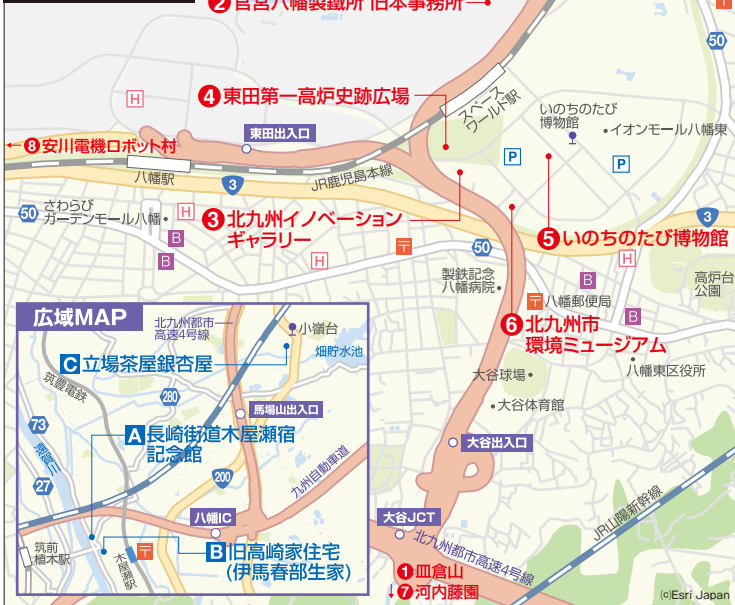 ❷官営八幡製鐵所 旧本事務所
50
H
❹東田第一高炉史跡広場
スペース
ワールド駅
いのちのたび
博物館
イオンモール八幡東
東田出入口
❽安川電機ロボット村
P
P
八幡駅
3
JR鹿児島本線
さわらび
ガーデンモール八幡
50
H
❸北九州イノベーション
ギャラリー
3
B
B
H
〒
50
❺いのちのたび博物館
H
製鉄記念
八幡病院
B
高炉台
公園
〒八幡郵便局
B
❻北九州市
環境ミュージアム
八幡東区役所
大谷球場
大谷体育館
大谷出入口
大谷JCT
JR山陽新幹線
北九州都市高速4号線
❶皿倉山
❼河内藤園
(C)Esri Japan
広域MAP
北九州都市
高速4号線
小嶺台
畑貯水池
C立場茶屋銀杏屋
筑豊電鉄
280
馬場山出入口
73
A長崎街道木屋瀬宿
記念館
遠賀川
27
200
九州自動車道
八幡IC
筑前
植木駅
〒
木屋瀬駅
B旧高崎家住宅
(伊馬春部生家)